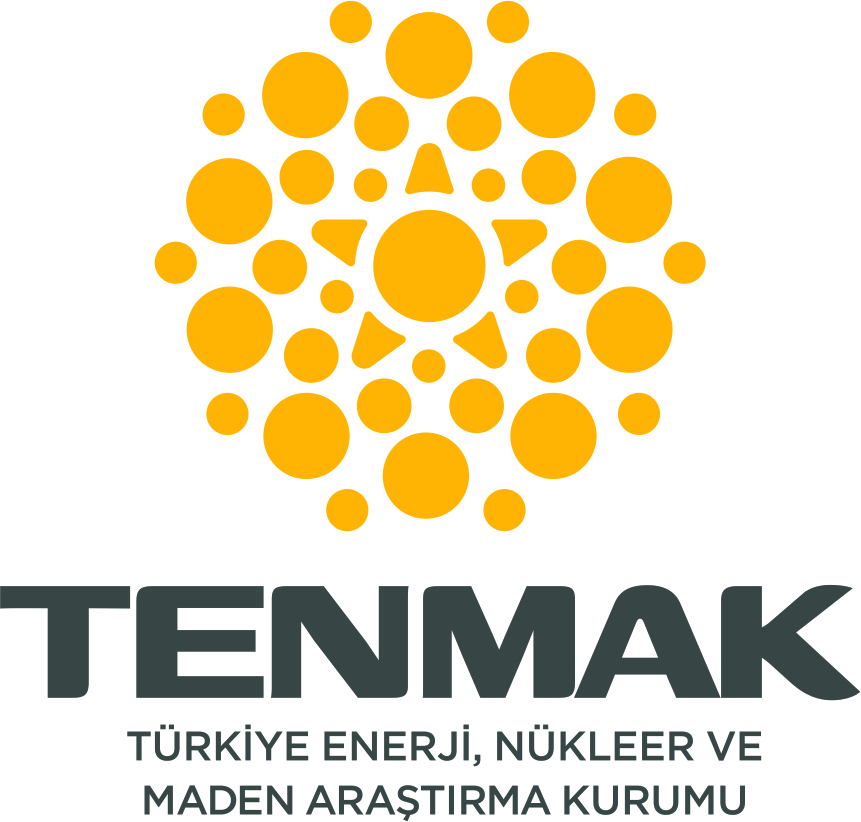 TENMAK
TÜRKİYE ENERJİ, NÜKLEER VE
MADEN ARAŞTIRMA KURUMU